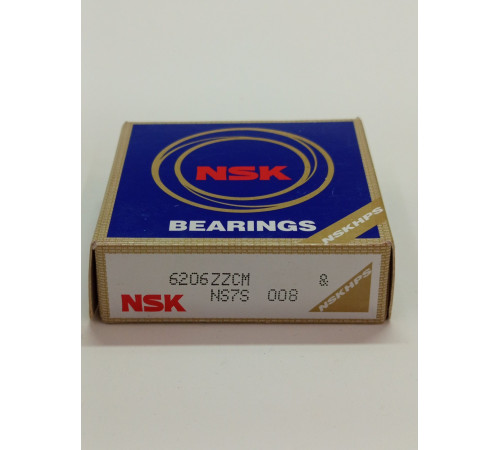 NSK
BEARINGS
NSKHPS
6206ZZCM &
NSK NS7S 008
NSKHPS